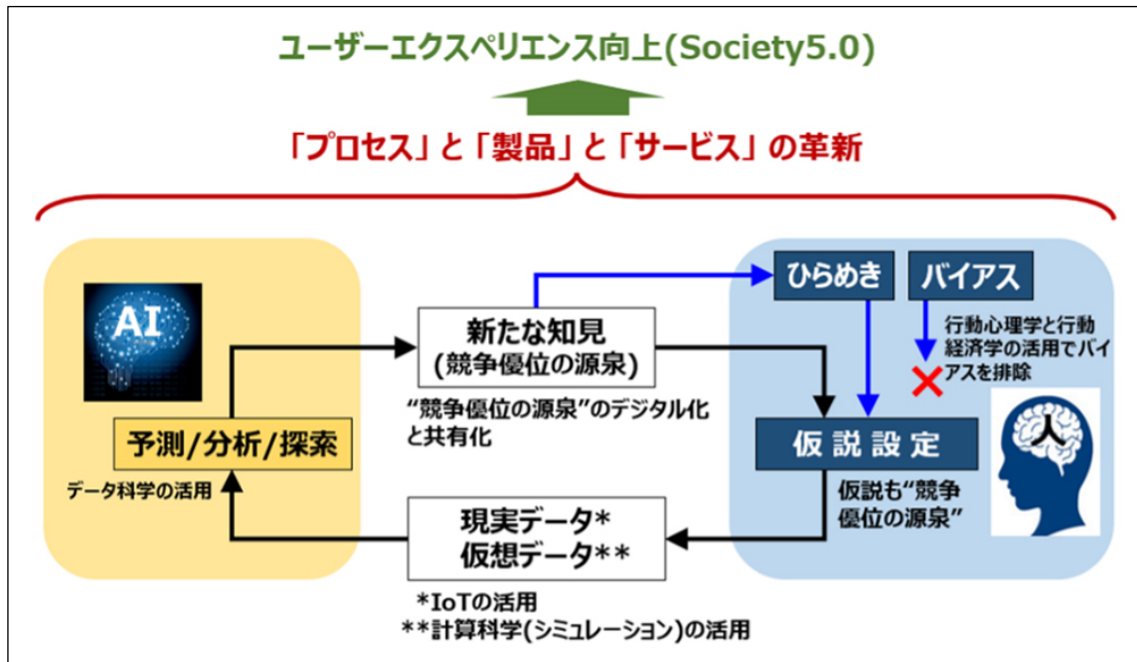 ユーザーエクスペリエンス向上(Society5.0)
「プロセス」と「製品」と「サービス」の革新
AI
予測/分析/探索
データ科学の活用
新たな知見
(競争優位の源泉)
“競争優位の源泉”のデジタル化
と共有化
現実データ*
仮想データ**
*IoTの活用
**計算科学(シミュレーション)の活用
ひらめき
バイアス
行動心理学と行動
経済学の活用でバイ
アスを排除
仮説設定
仮説も“競争
優位の源泉”
人